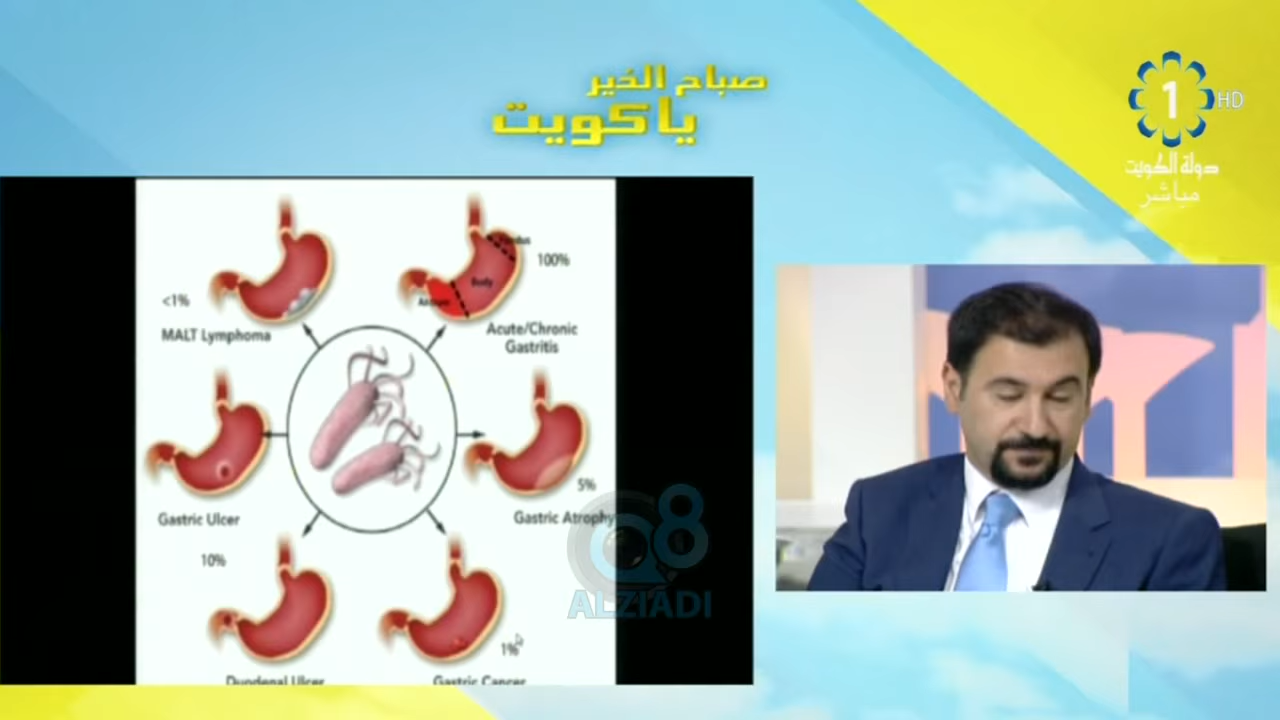 صباح الخير
يا كويت
1
HD
دولة الكويت
مباشر
<1%
MALT Lymphoma
Fundus
Body
Antrum
100%
Acute/Chronic
Gastritis
Gastric Ulcer
5%
Gastric Atrophy
10%
Duodenal Ulcer
1%
Gastric Cancer
Q8
ALZIADI